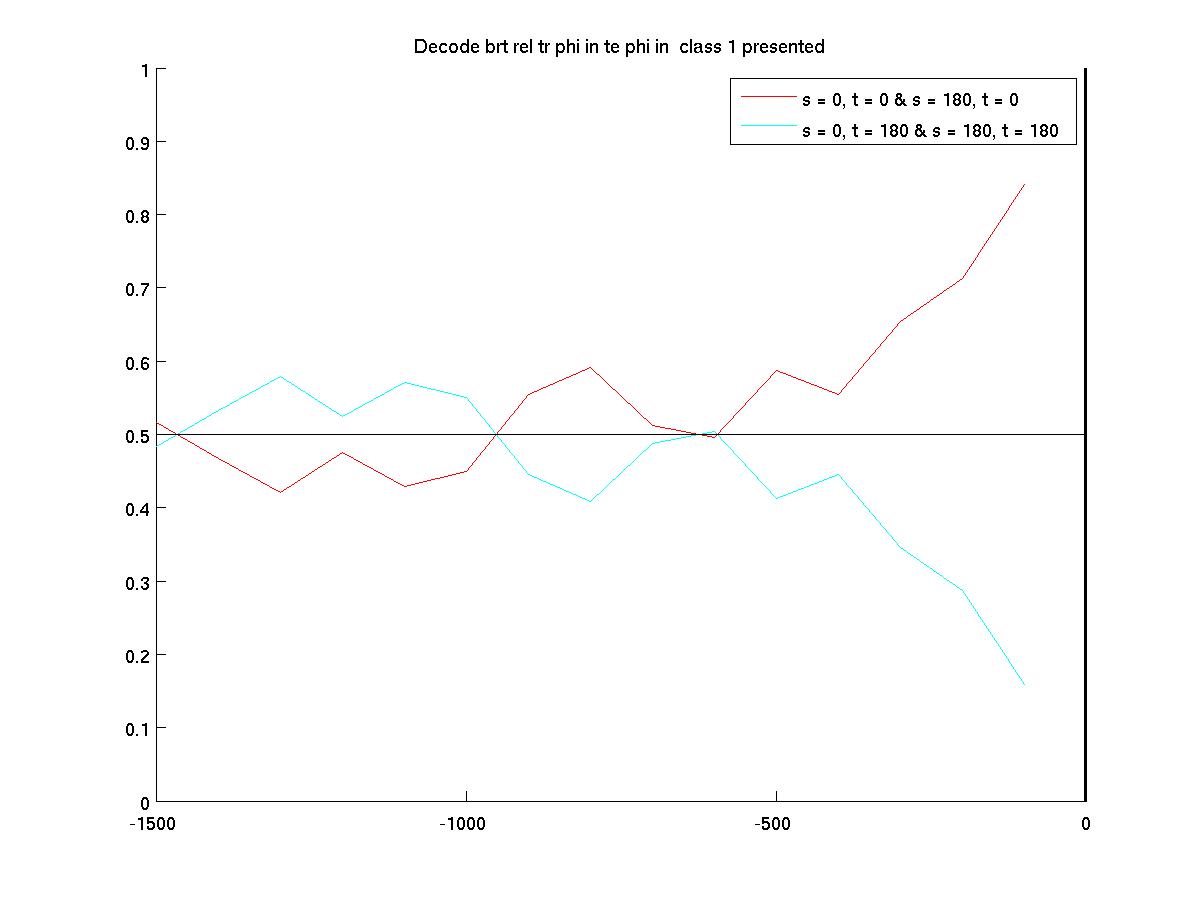 Decode brt rel tr phi in te phi in  class 1 presented
s = 0, t = 0 & s = 180, t = 0
s = 0, t = 180 & s = 180, t = 180
1
0.9
0.8
0.7
0.6
0.5
0.4
0.3
0.2
0.1
0
-1500 -1000 -500 0